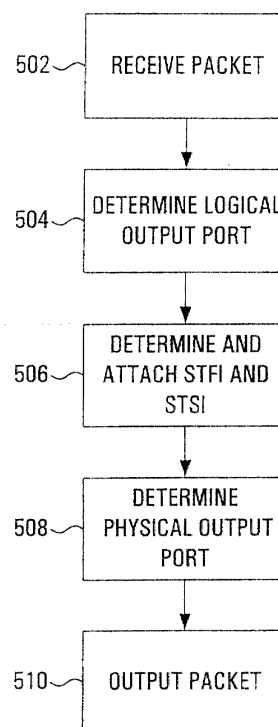 502
RECEIVE PACKET
504
DETERMINE LOGICAL
OUTPUT PORT
506
DETERMINE AND
ATTACH STFI AND
STSI
508
DETERMINE
PHYSICAL OUTPUT
PORT
510
OUTPUT PACKET